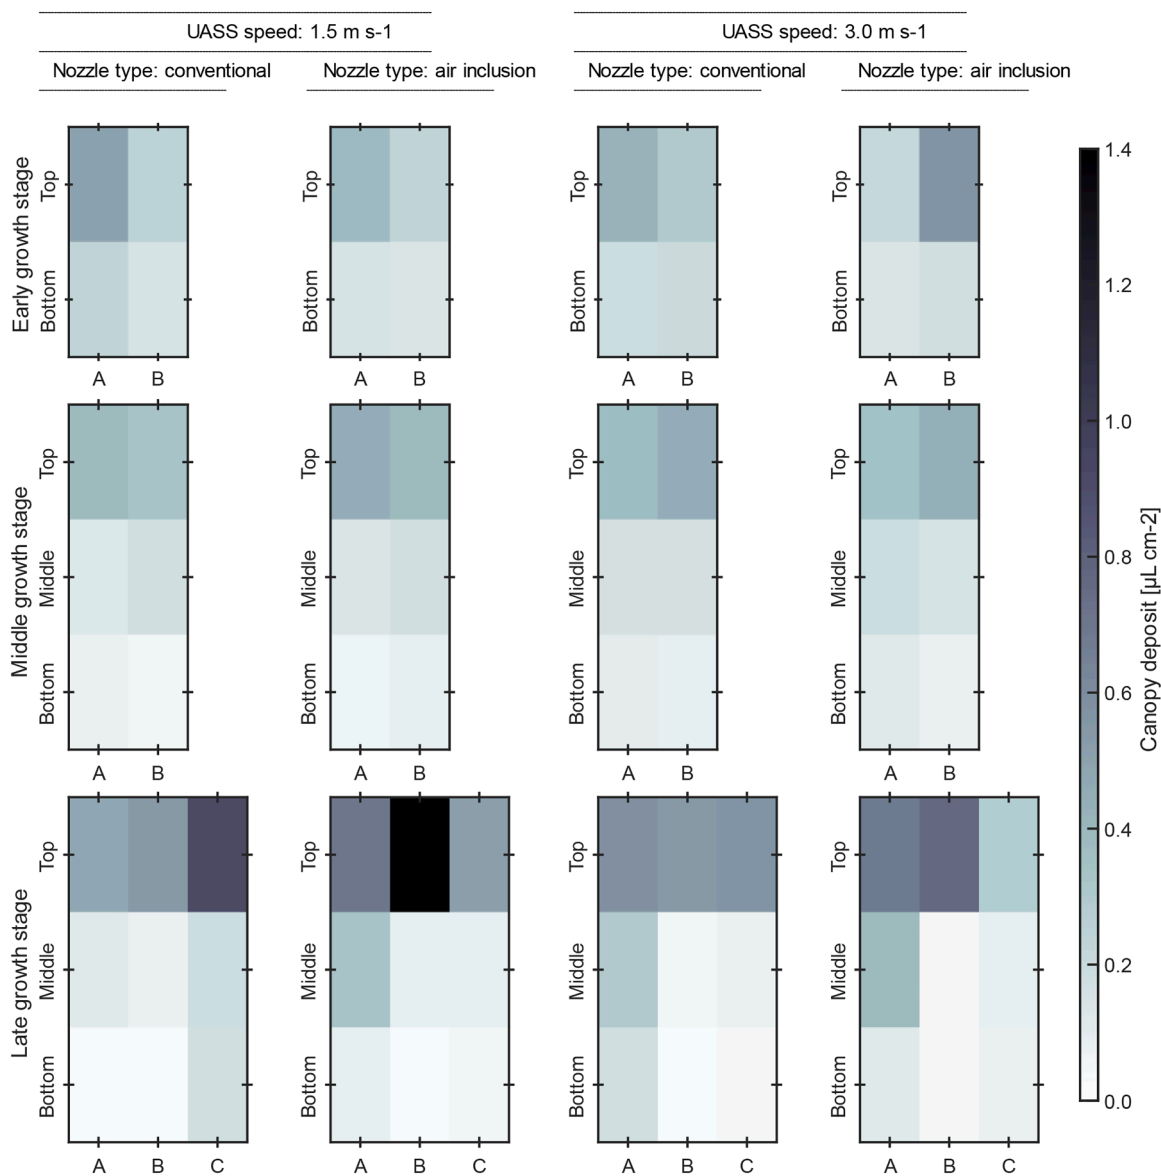 UASS speed: 1.5 m s-1
UASS speed: 3.0 m s-1
Nozzle type: conventional
Nozzle type: air inclusion
Nozzle type: conventional
Nozzle type: air inclusion
Early growth stage
Top
Bottom
A B
Top
Bottom
A B
Top
Bottom
A B
Top
Bottom
A B
Middle growth stage
Top
Middle
Bottom
A B
Top
Middle
Bottom
A B
Top
Middle
Bottom
A B
Top
Middle
Bottom
A B
Late growth stage
Top
Middle
Bottom
A B C
Top
Middle
Bottom
A B C
Top
Middle
Bottom
A B C
Top
Middle
Bottom
A B C
1.4
1.2
1.0
0.8
0.6
0.4
0.2
0.0
Canopy deposit [µL cm-2]